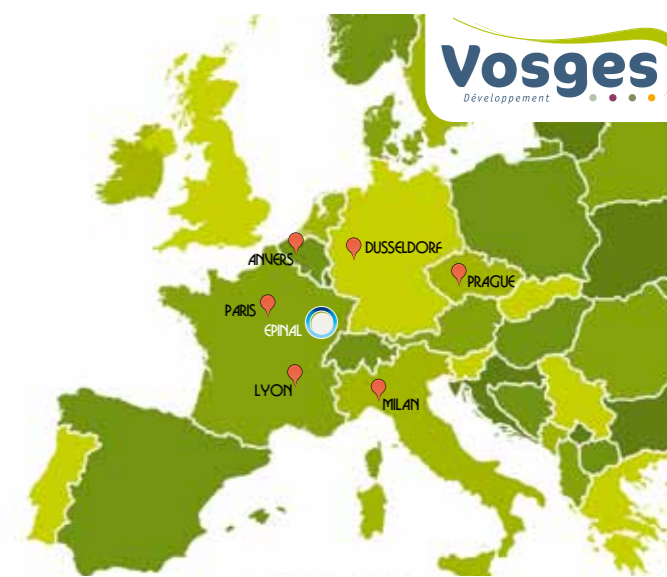 Vosges
Développement
ANVERS
DUSSELDORF
PRAGUE
PARIS
EPINAL
LYON
MILAN